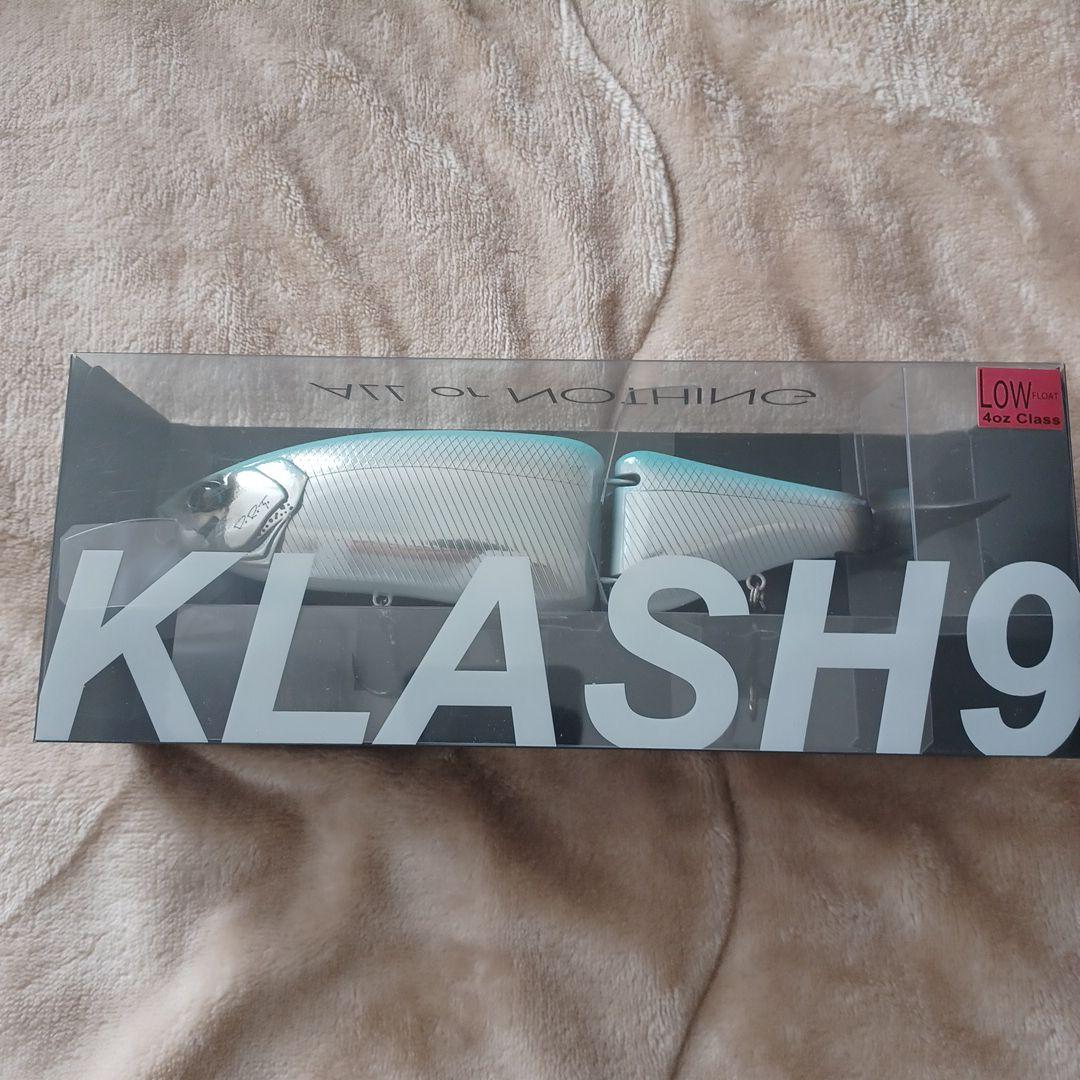 ALL OR NOTHING
LOW FLOAT
4oz Class
D.R.T.
KLASH9